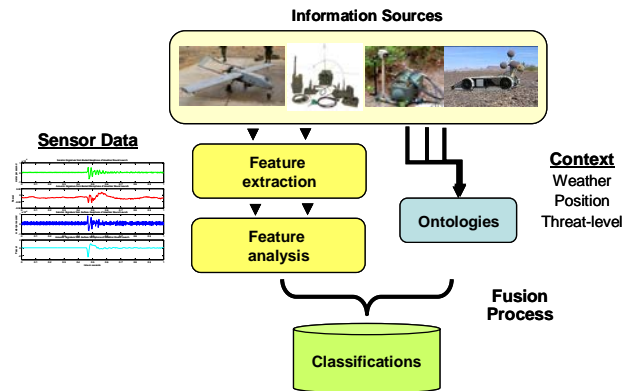 Information Sources
Sensor Data
Feature
extraction
Feature
analysis
Ontologies
Context
Weather
Position
Threat-level
Fusion
Process
Classifications